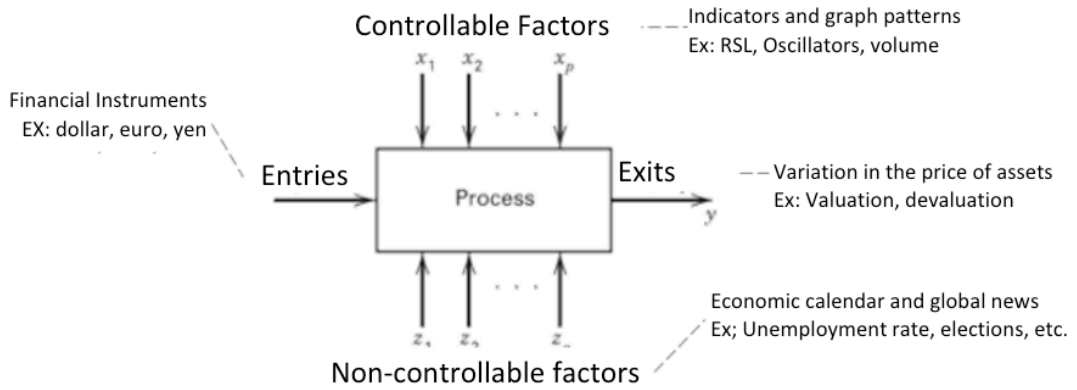 Controllable Factors
Indicators and graph patterns
Ex: RSL, Oscillators, volume
x1 x2 xp
Financial Instruments
EX: dollar, euro, yen
. . .
Entries
Process
Exits
Variation in the price of assets
Ex: Valuation, devaluation
y
. . .
Economic calendar and global news
Ex; Unemployment rate, elections, etc.
z1 z2
Non-controllable factors